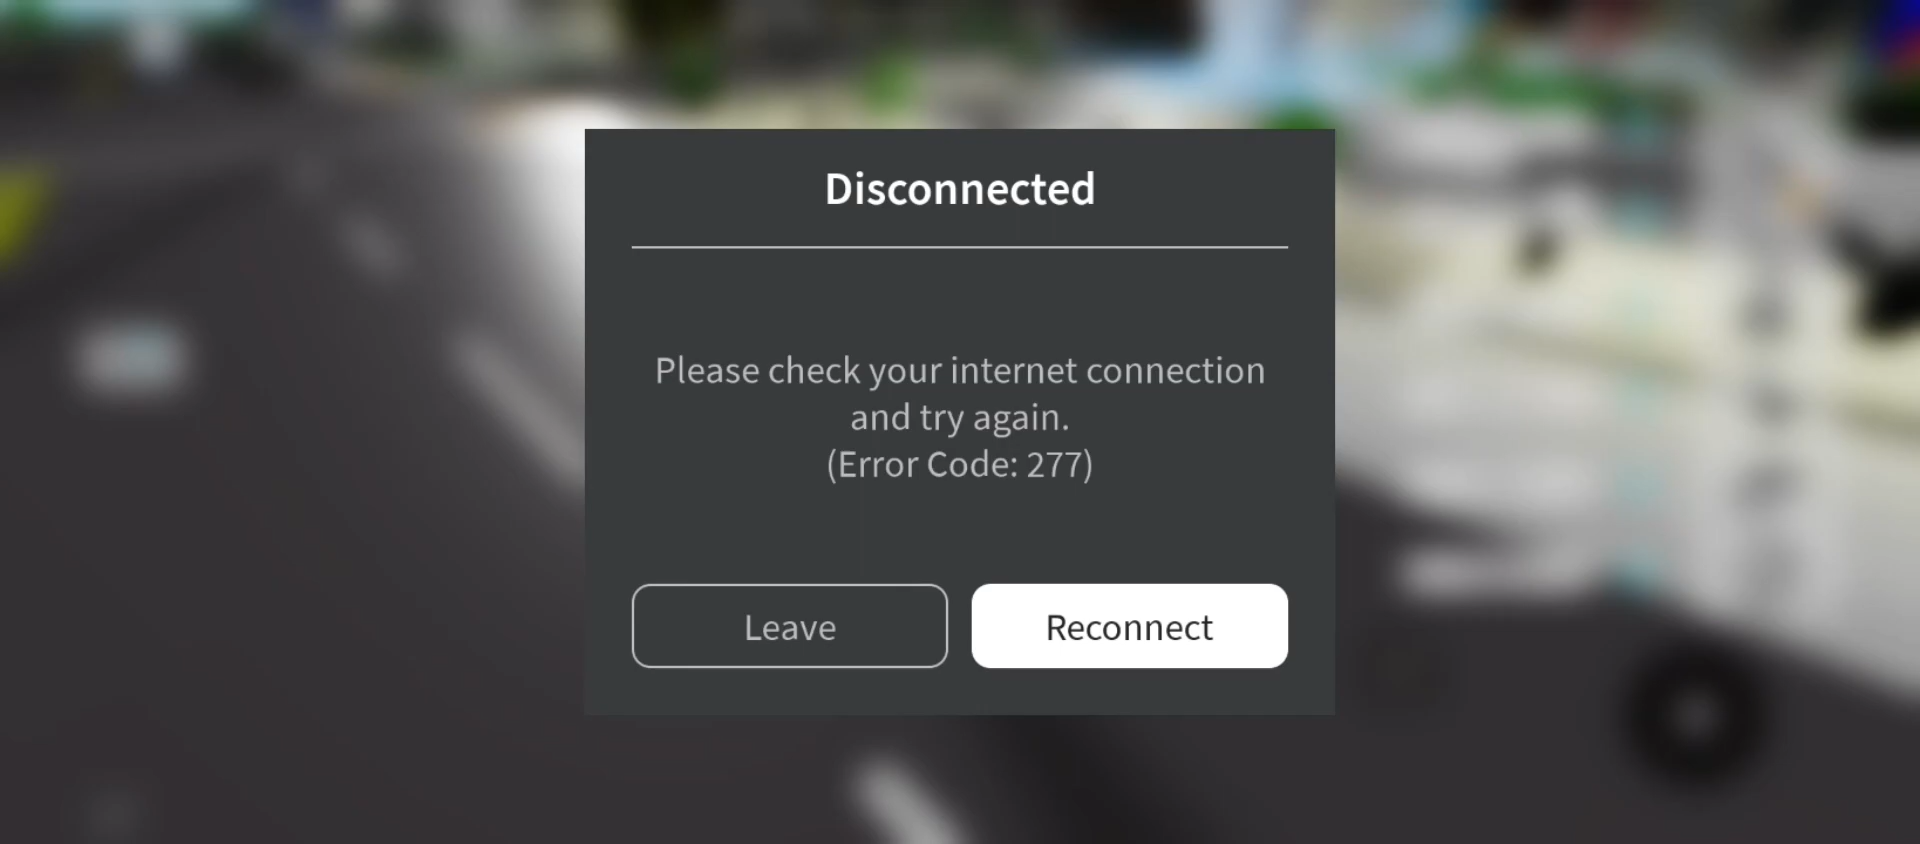 Disconnected
Please check your internet connection
and try again.
(Error Code: 277)
Leave
Reconnect